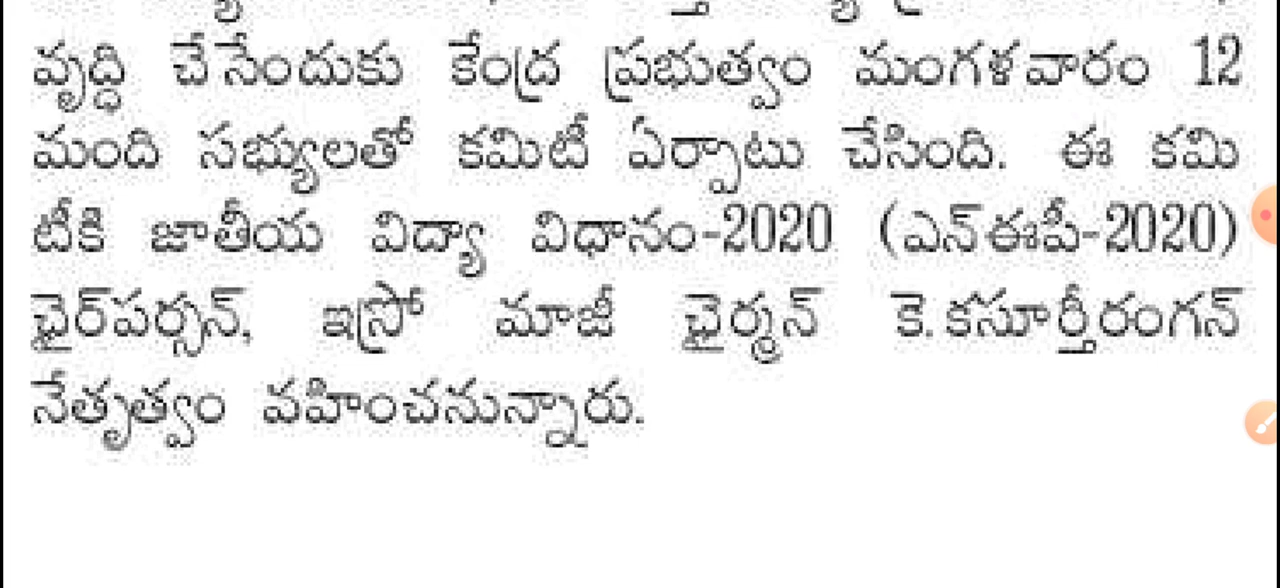 వృద్ధి చేసేందుకు కేంద్ర ప్రభుత్వం మంగళవారం 12
మంది సభ్యులతో కమిటీ ఏర్పాటు చేసింది. ఈ కమి
టీకి జాతీయ విద్యా విధానం-2020 (ఎన్ఈపీ-2020)
ఛైర్‌పర్సన్, ఇస్రో మాజీ ఛైర్మన్ కె.కసూర్తీరంగన్
నేతృత్వం వహించనున్నారు.